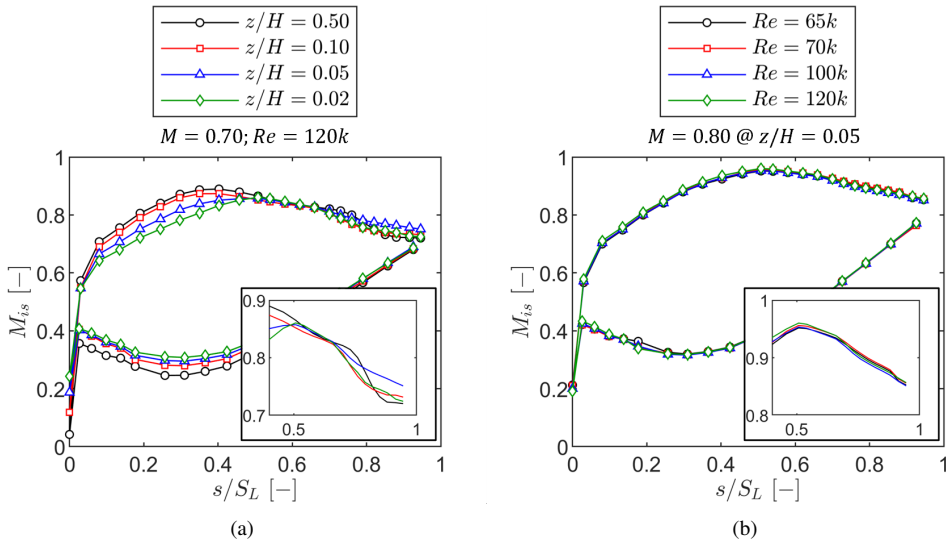 z/H = 0.50
z/H = 0.10
z/H = 0.05
z/H = 0.02
M = 0.70; Re = 120k
M_is [−]
1
0.8
0.6
0.4
0.2
0
0 0.2 0.4 0.6 0.8 1
s/S_L [−]
0.9
0.8
0.7
0.5 1
(a)
Re = 65k
Re = 70k
Re = 100k
Re = 120k
M = 0.80 @ z/H = 0.05
M_is [−]
1
0.8
0.6
0.4
0.2
0
0 0.2 0.4 0.6 0.8 1
s/S_L [−]
1
0.9
0.8
0.5 1
(b)